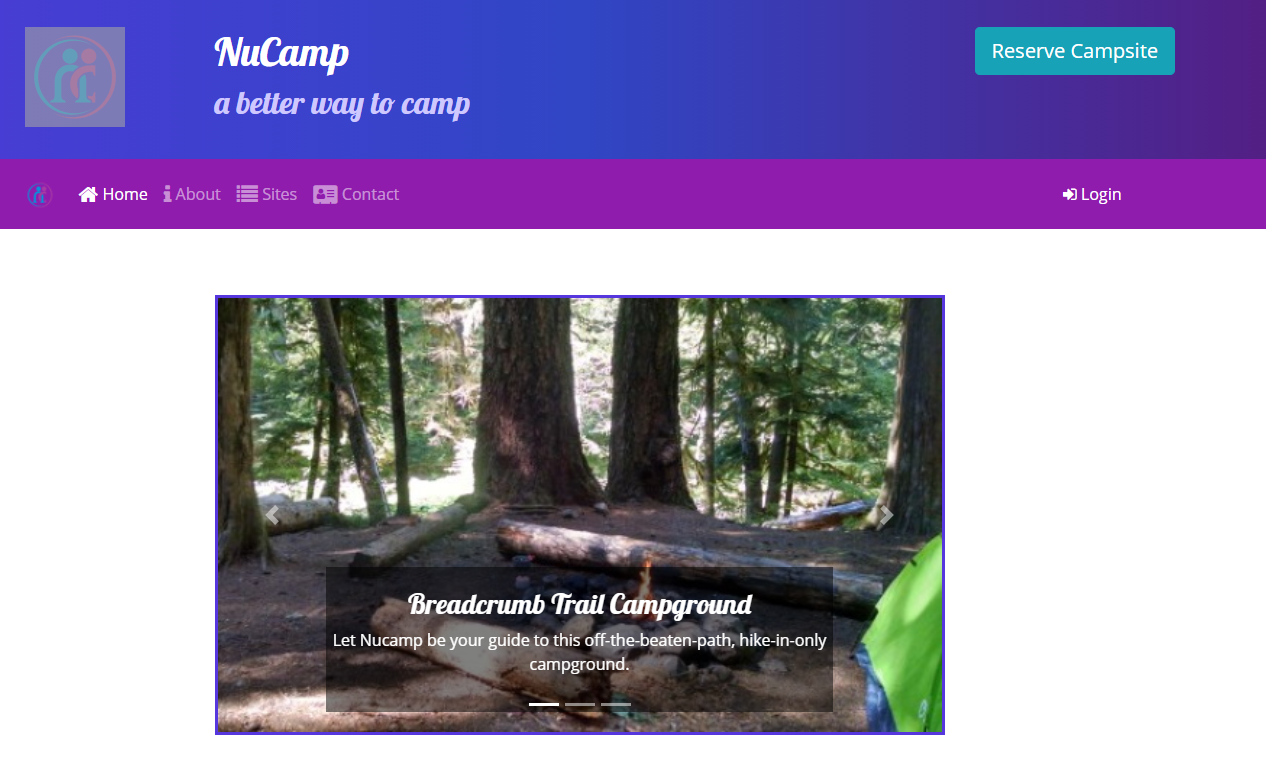 NuCamp
a better way to camp
Reserve Campsite
Home About Sites Contact Login
Breadcrumb Trail Campground
Let Nucamp be your guide to this off-the-beaten-path, hike-in-only
campground.